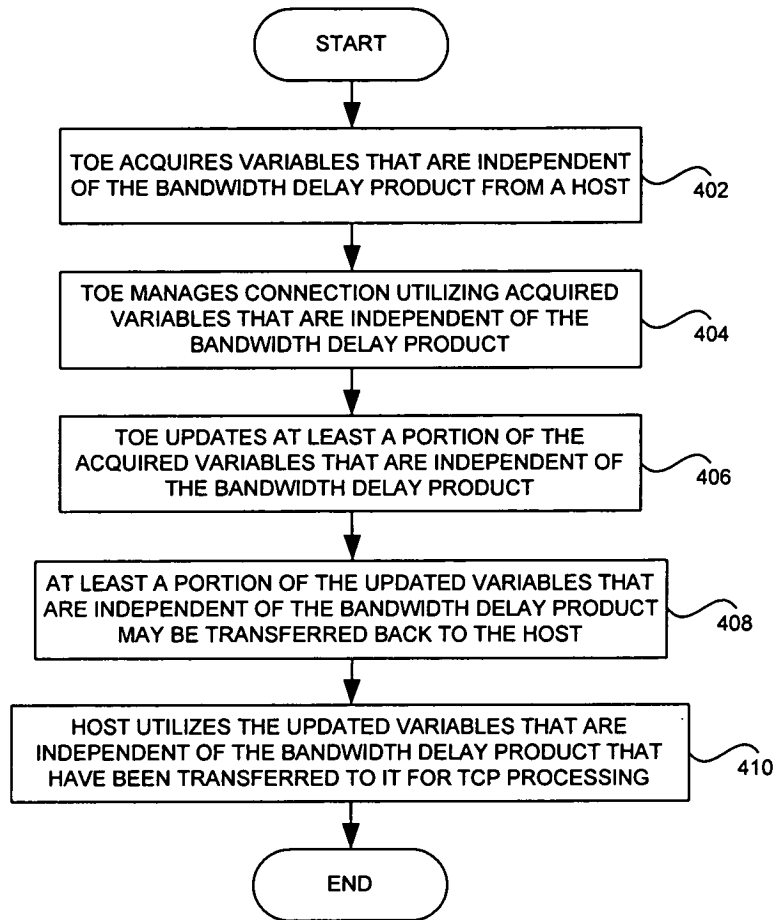 START
TOE ACQUIRES VARIABLES THAT ARE INDEPENDENT
OF THE BANDWIDTH DELAY PRODUCT FROM A HOST
402
TOE MANAGES CONNECTION UTILIZING ACQUIRED
VARIABLES THAT ARE INDEPENDENT OF THE
BANDWIDTH DELAY PRODUCT
404
TOE UPDATES AT LEAST A PORTION OF THE
ACQUIRED VARIABLES THAT ARE INDEPENDENT OF
THE BANDWIDTH DELAY PRODUCT
406
AT LEAST A PORTION OF THE UPDATED VARIABLES THAT
ARE INDEPENDENT OF THE BANDWIDTH DELAY PRODUCT
MAY BE TRANSFERRED BACK TO THE HOST
408
HOST UTILIZES THE UPDATED VARIABLES THAT ARE
INDEPENDENT OF THE BANDWIDTH DELAY PRODUCT THAT
HAVE BEEN TRANSFERRED TO IT FOR TCP PROCESSING
410
END